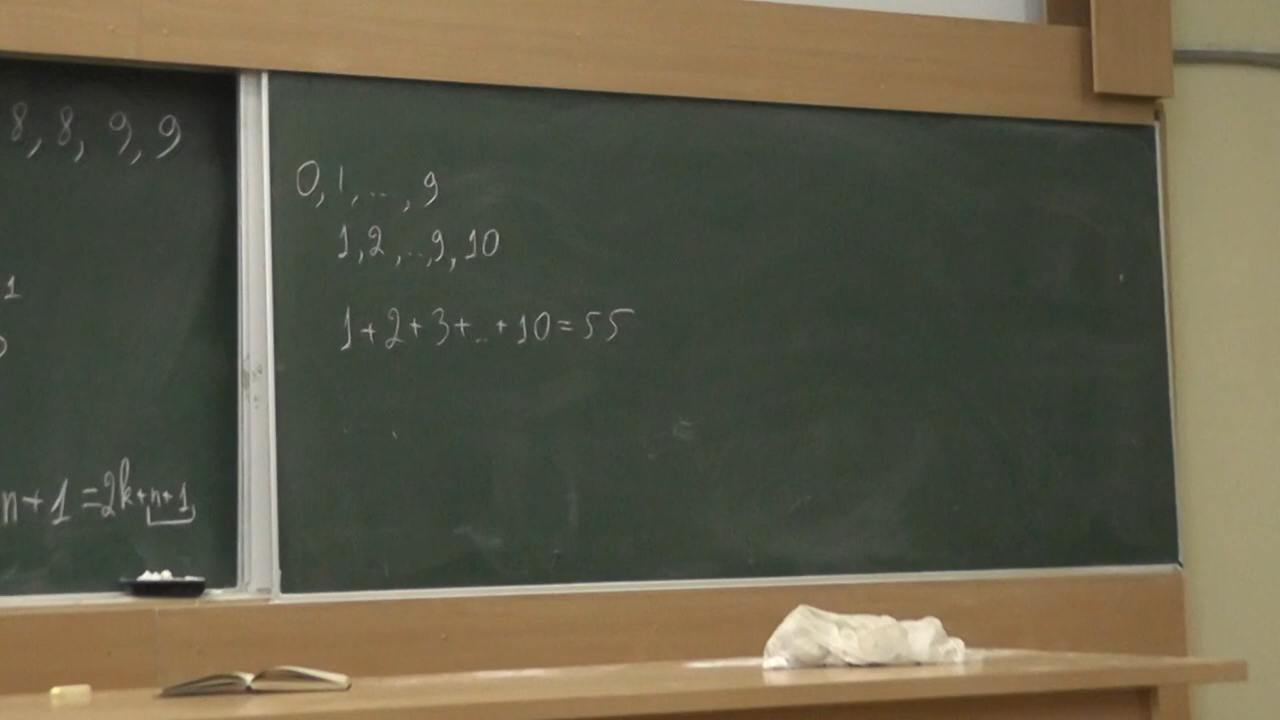 8, 8, 9, 9
1
n+1=2k+n+1
0, 1, .. , 9
1, 2, .., 9, 10
1+2+3+..+10=55